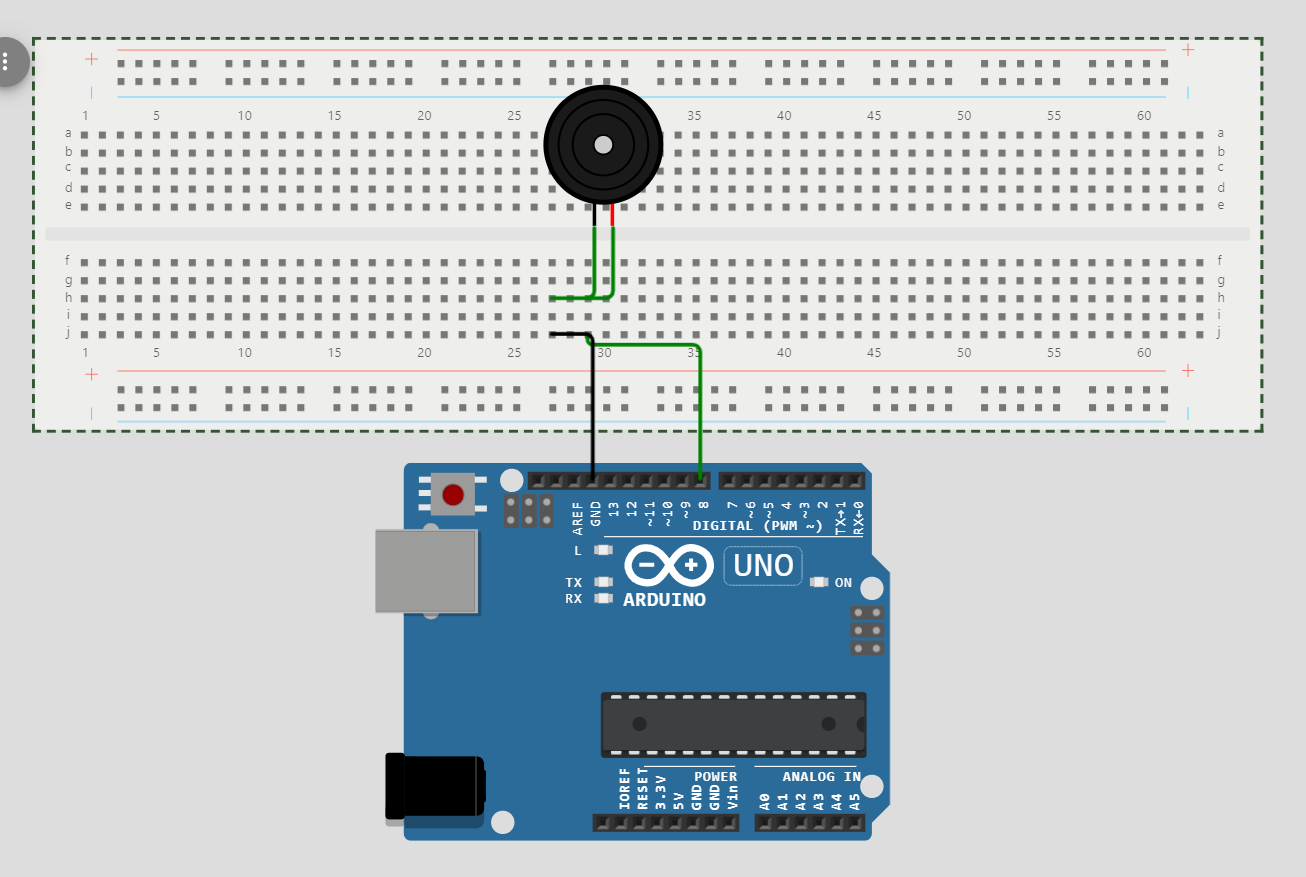 1 5 10 15 20 25 35 40 45 50 55 60
a a
b b
c c
d d
e e
f f
g g
h h
i i
j j
1 5 10 15 20 25 30 35 40 45 50 55 60
AREF GND 13 12 ~11 ~10 ~9 8 7 ~6 ~5 4 ~3 2 TX→1 RX←0
DIGITAL (PWM ~)
L
UNO
TX ON
RX ARDUINO
POWER ANALOG IN
IOREF RESET 3.3V 5V GND GND Vin A0 A1 A2 A3 A4 A5